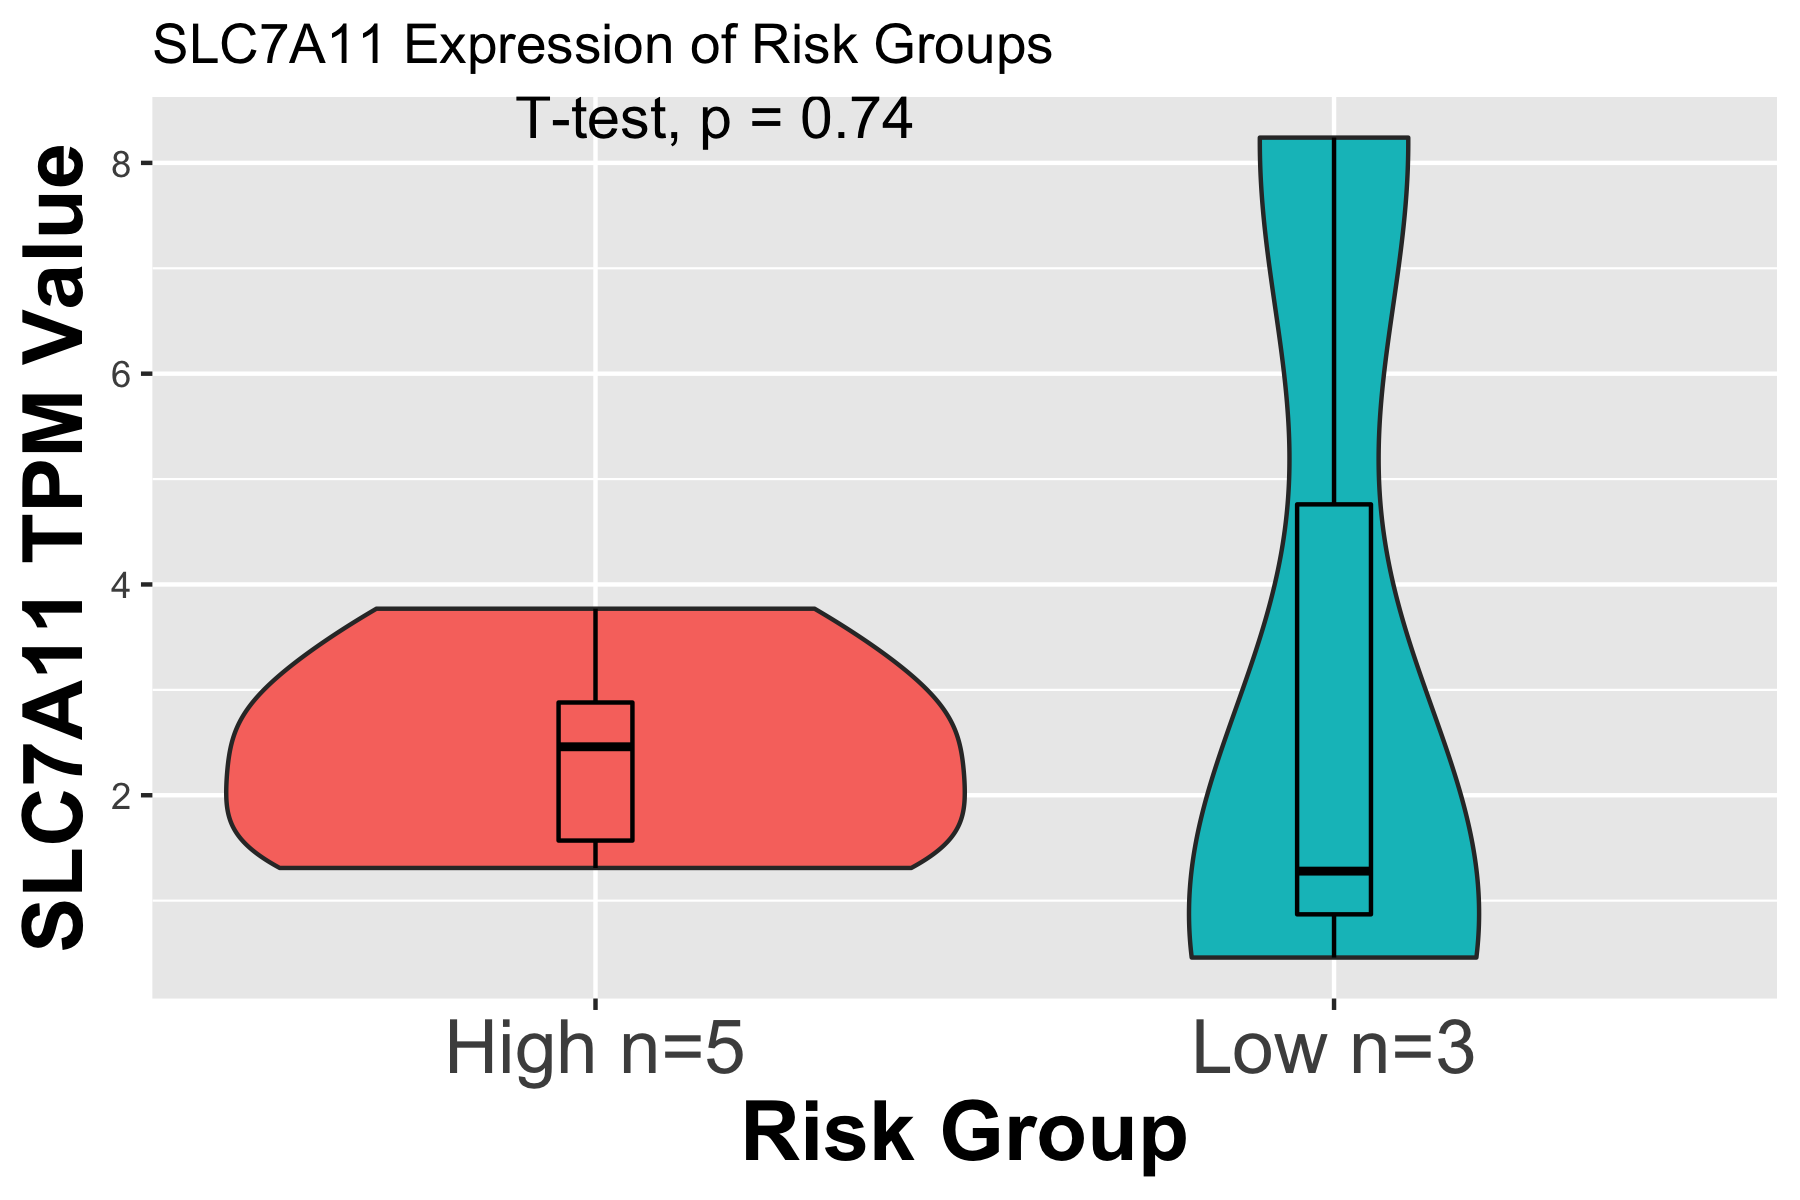 SLC7A11 Expression of Risk Groups
T-test, p = 0.74
SLC7A11 TPM Value
8
6
4
2
High n=5
Low n=3
Risk Group